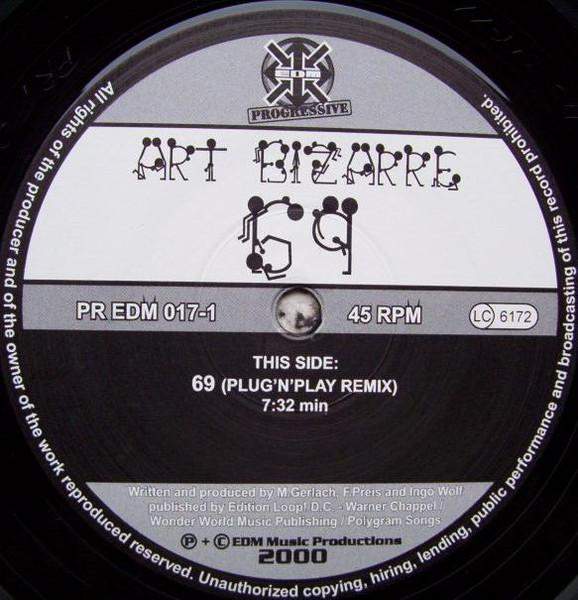 EDM
PROGRESSIVE
ART BIZARRE
69
PR EDM 017-1
45 RPM
LC 6172
THIS SIDE:
69 (PLUG'N'PLAY REMIX)
7:32 min
Written and produced by M.Gerlach, F.Preis and Ingo Wolf
published by Edition Loop! D.C. - Warner Chappel /
Wonder World Music Publishing / Polygram Songs
P + C EDM Music Productions
2000
All rights of the producer and of the owner of the work reproduced reserved. Unauthorized copying, hiring, lending, public performance and broadcasting of this record prohibited.